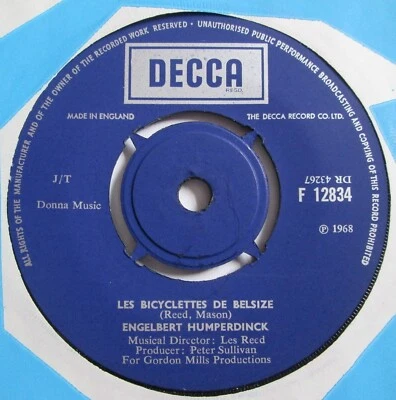 ALL RIGHTS OF THE MANUFACTURER AND OF THE OWNER OF THE RECORDED WORK RESERVED - UNAUTHORISED PUBLIC PERFORMANCE BROADCASTING AND COPYING OF THIS RECORD PROHIBITED
DECCA
REGD.
MADE IN ENGLAND
THE DECCA RECORD CO. LTD.
J/T
DR 43267
Donna Music
F 12834
℗ 1968
LES BICYCLETTES DE BELSIZE
(Reed, Mason)
ENGELBERT HUMPERDINCK
Musical Director: Les Reed
Producer: Peter Sullivan
For Gordon Mills Productions